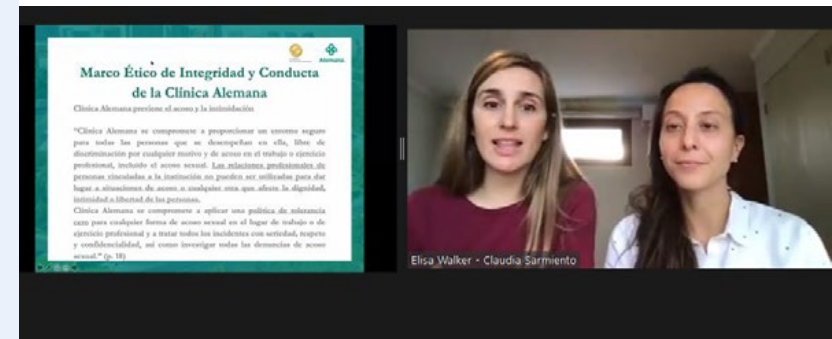 Alemana
Marco Ético de Integridad y Conducta
de la Clínica Alemana
Clínica Alemana previene el acoso y la intimidación
"Clínica Alemana se compromete a proporcionar un entorno seguro
para todas las personas que se desempeñan en ella, libre de
discriminación por cualquier motivo y de acoso en el trabajo o ejercicio
profesional, incluido el acoso sexual. Las relaciones profesionales de
personas vinculadas a la institución no pueden ser utilizadas para dar
lugar a situaciones de acoso o cualquier otra que afecte la dignidad,
intimidad o libertad de las personas.
Clínica Alemana se compromete a aplicar una política de tolerancia
cero para cualquier forma de acoso sexual en el lugar de trabajo o de
ejercicio profesional y a tratar todos los incidentes con seriedad, respeto
y confidencialidad, así como investigar todas las denuncias de acoso
sexual." (p. 18)
Elisa Walker - Claudia Sarmiento